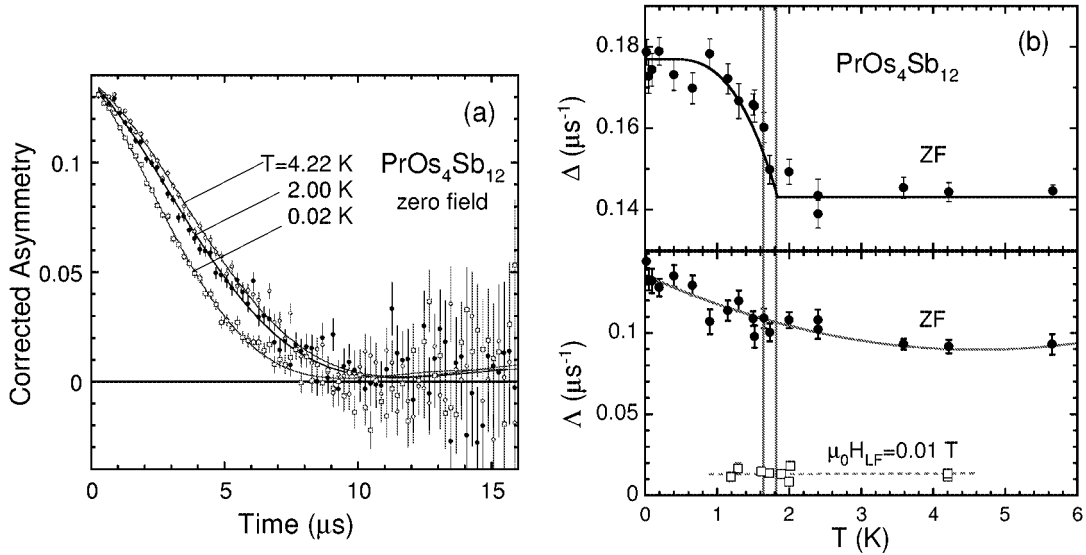 (a)
PrOs4Sb12
zero field
T=4.22 K
2.00 K
0.02 K
Corrected Asymmetry
0.1
0.05
0
0 5 10 15
Time (μs)
(b)
PrOs4Sb12
ZF
Δ (μs-1)
0.18
0.16
0.14
ZF
μ0HLF=0.01 T
Λ (μs-1)
0.1
0.05
0
0 1 2 3 4 5 6
T (K)